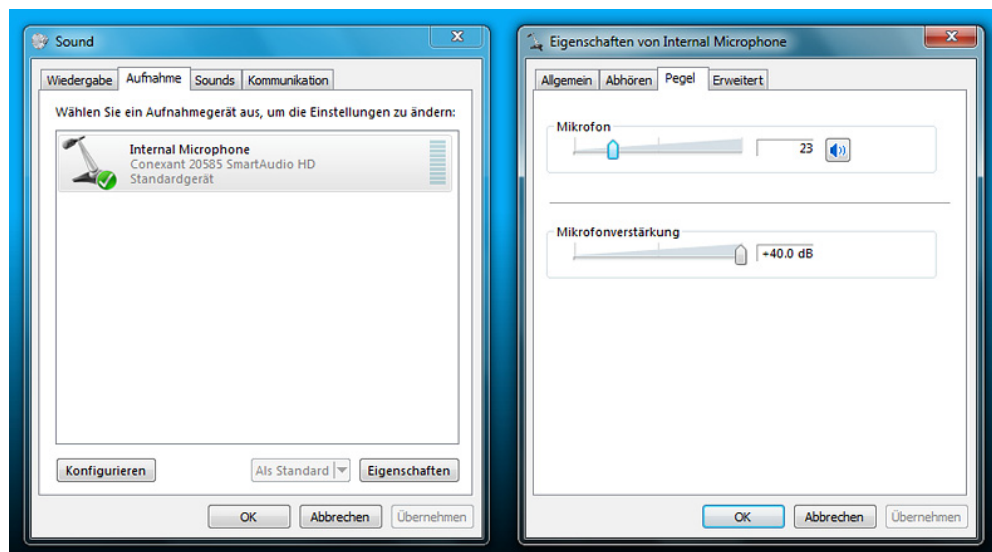 Sound
Wiedergabe Aufnahme Sounds Kommunikation
Wählen Sie ein Aufnahmegerät aus, um die Einstellungen zu ändern:
Internal Microphone
Conexant 20585 SmartAudio HD
Standardgerät
Konfigurieren Als Standard Eigenschaften
OK Abbrechen Übernehmen
Eigenschaften von Internal Microphone
Allgemein Abhören Pegel Erweitert
Mikrofon
23
Mikrofonverstärkung
+40.0 dB
OK Abbrechen Übernehmen